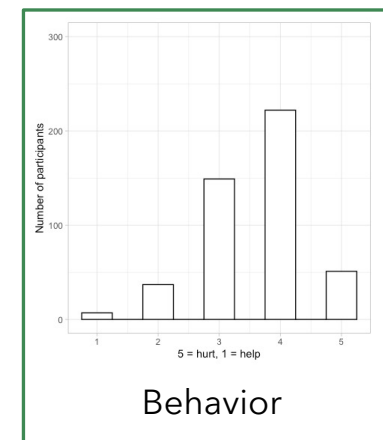 300
200
100
0
Number of participants
1 2 3 4 5
5 = hurt, 1 = help
Behavior